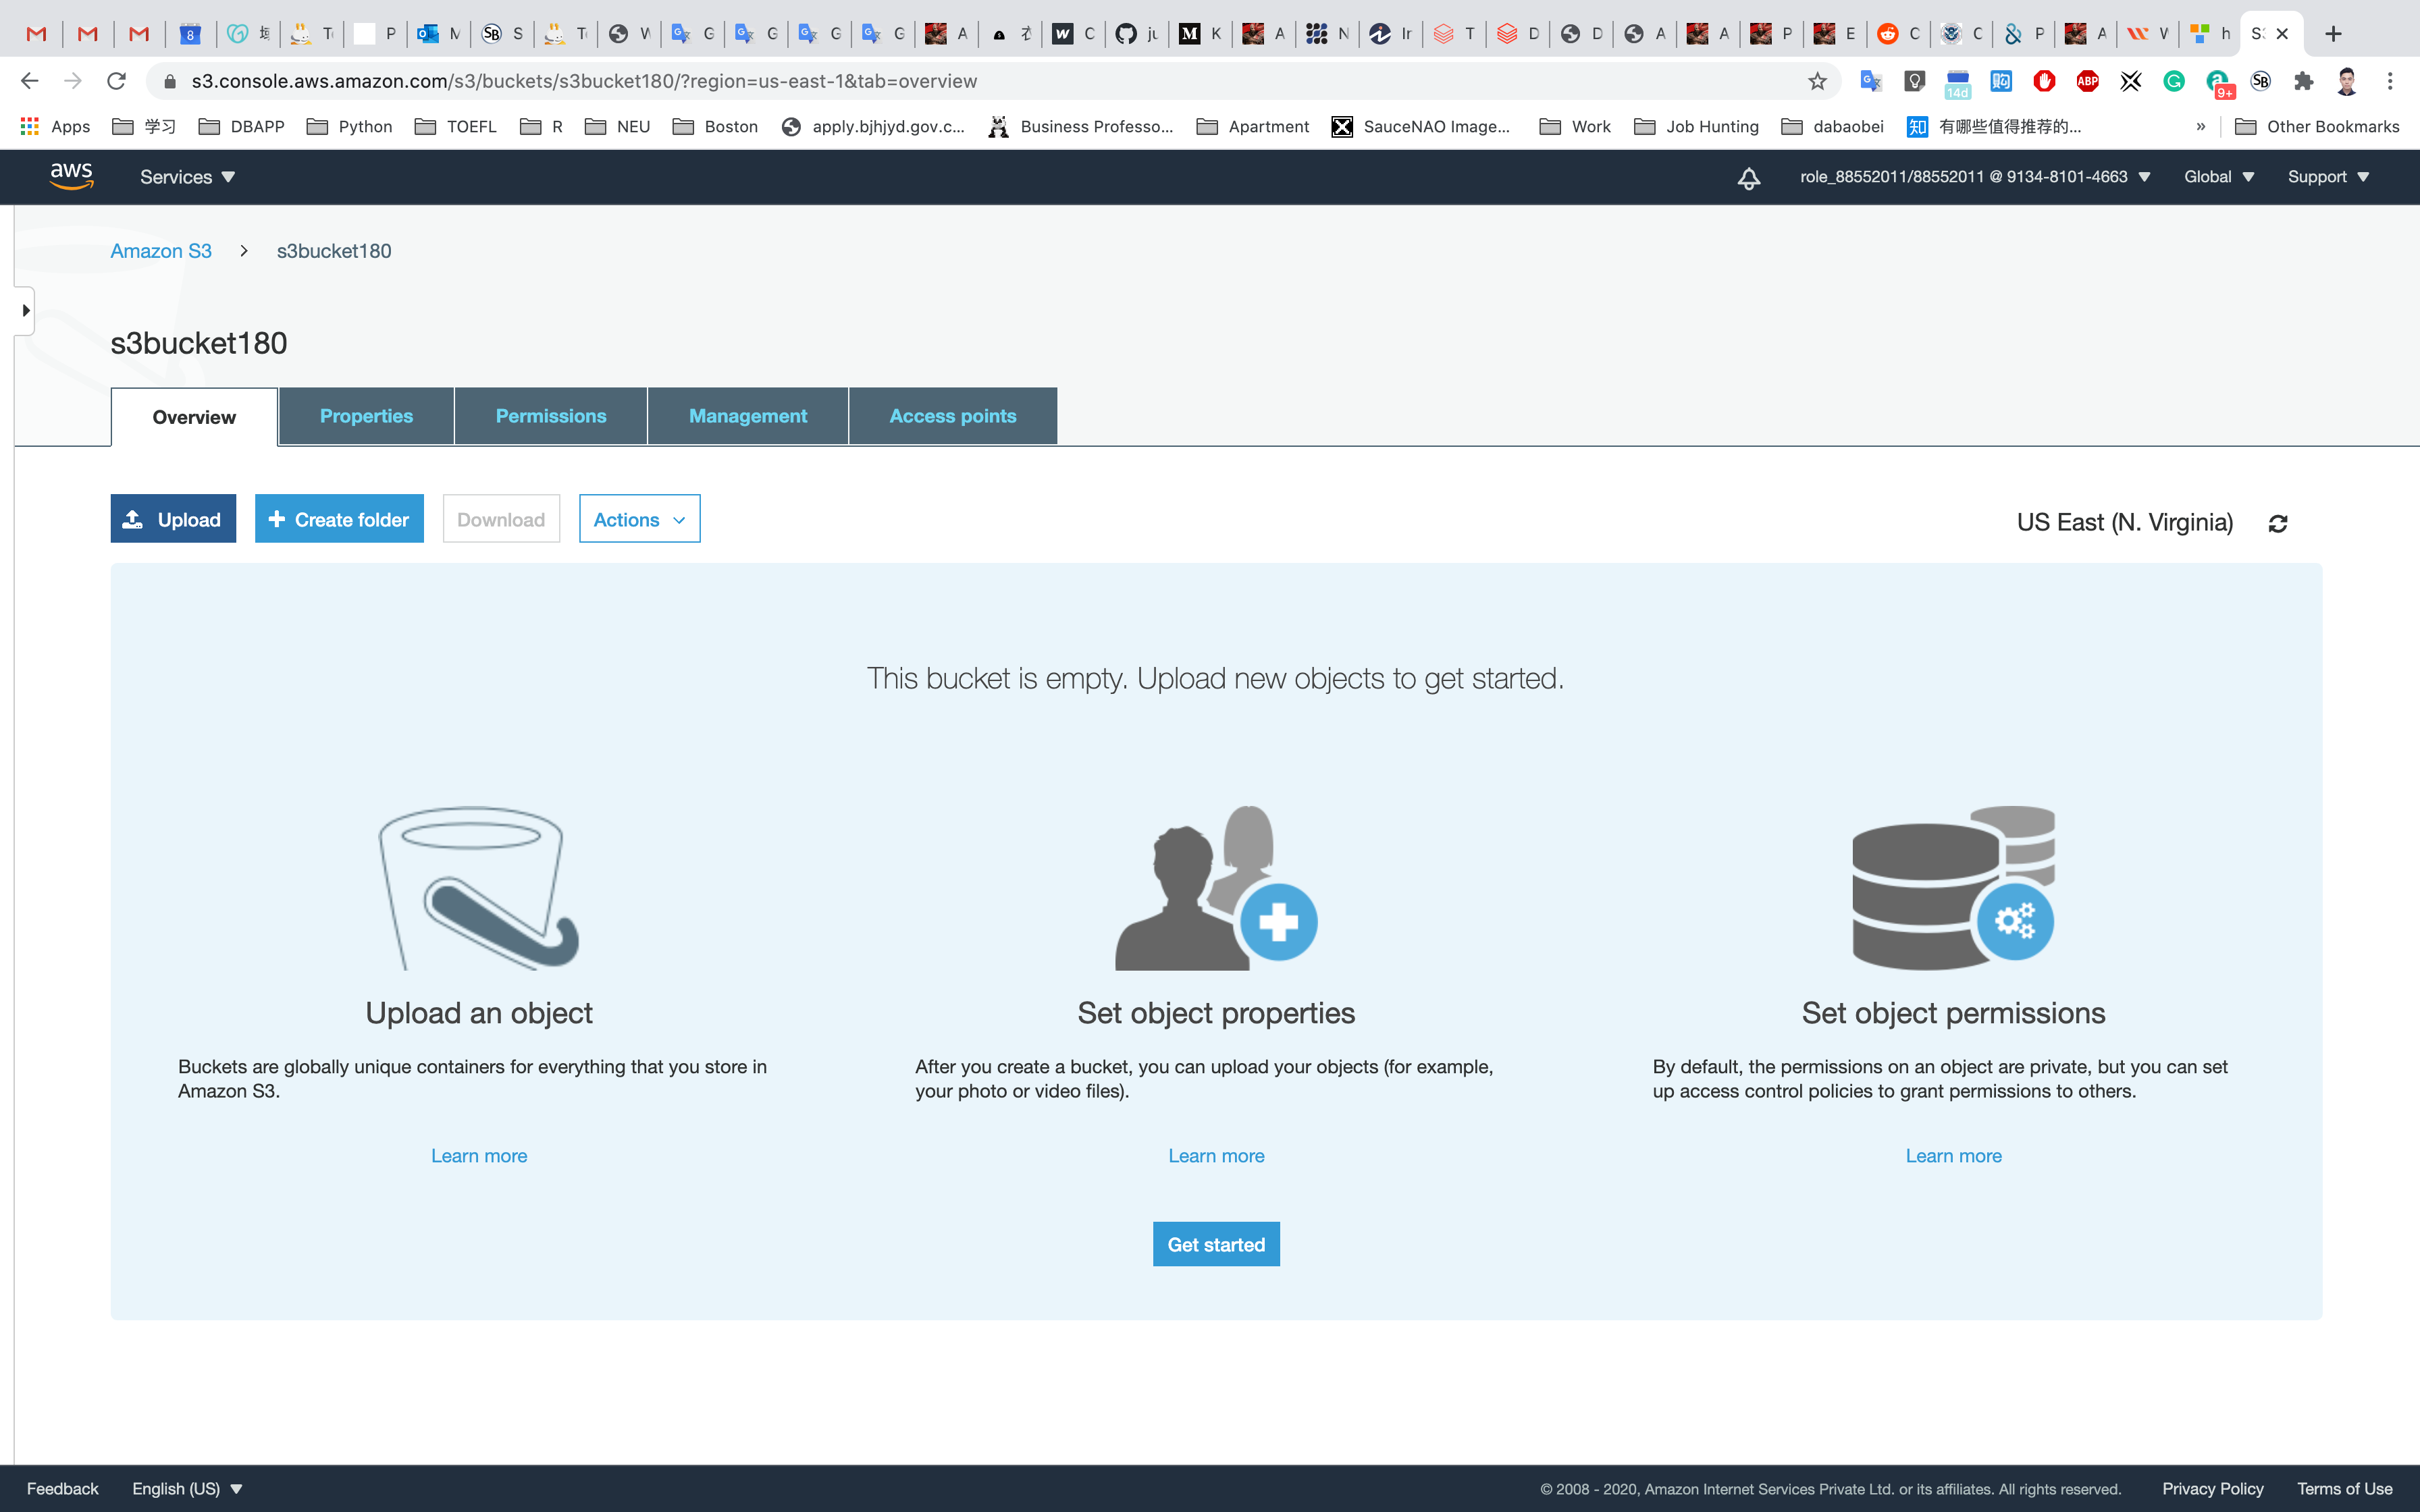 s3.console.aws.amazon.com/s3/buckets/s3bucket180/?region=us-east-1&tab=overview
14d
ABP
9+
Apps 学习 DBAPP Python TOEFL R NEU Boston apply.bjhjyd.gov.c... Business Professo... Apartment SauceNAO Image... Work Job Hunting dabaobei 知 有哪些值得推荐的... » Other Bookmarks
aws Services role_88552011/88552011 @ 9134-8101-4663 Global Support
Amazon S3 > s3bucket180
s3bucket180
Overview Properties Permissions Management Access points
Upload Create folder Download Actions US East (N. Virginia)
This bucket is empty. Upload new objects to get started.
Upload an object
Buckets are globally unique containers for everything that you store in
Amazon S3.
Learn more
Set object properties
After you create a bucket, you can upload your objects (for example,
your photo or video files).
Learn more
Set object permissions
By default, the permissions on an object are private, but you can set
up access control policies to grant permissions to others.
Learn more
Get started
Feedback English (US) © 2008 - 2020, Amazon Internet Services Private Ltd. or its affiliates. All rights reserved. Privacy Policy Terms of Use